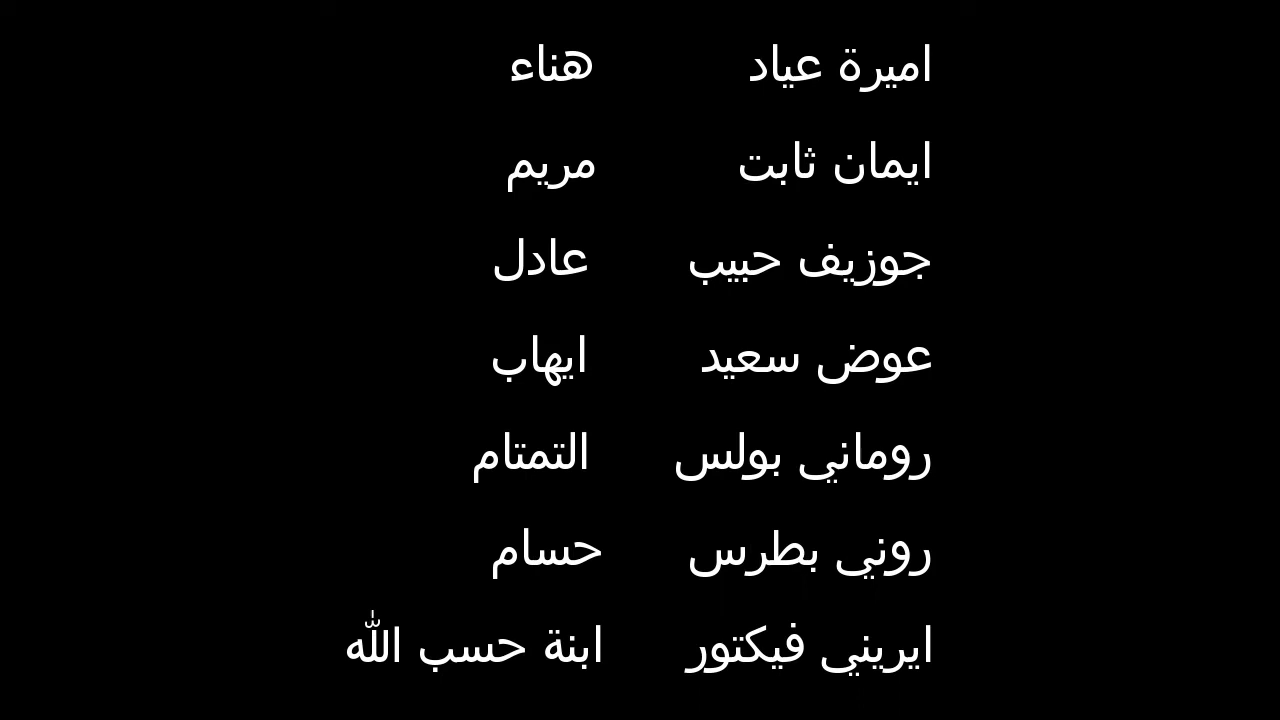 اميرة عياد هناء
ايمان ثابت مريم
جوزيف حبيب عادل
عوض سعيد ايهاب
روماني بولس التمتام
روني بطرس حسام
ايريني فيكتور ابنة حسب الله